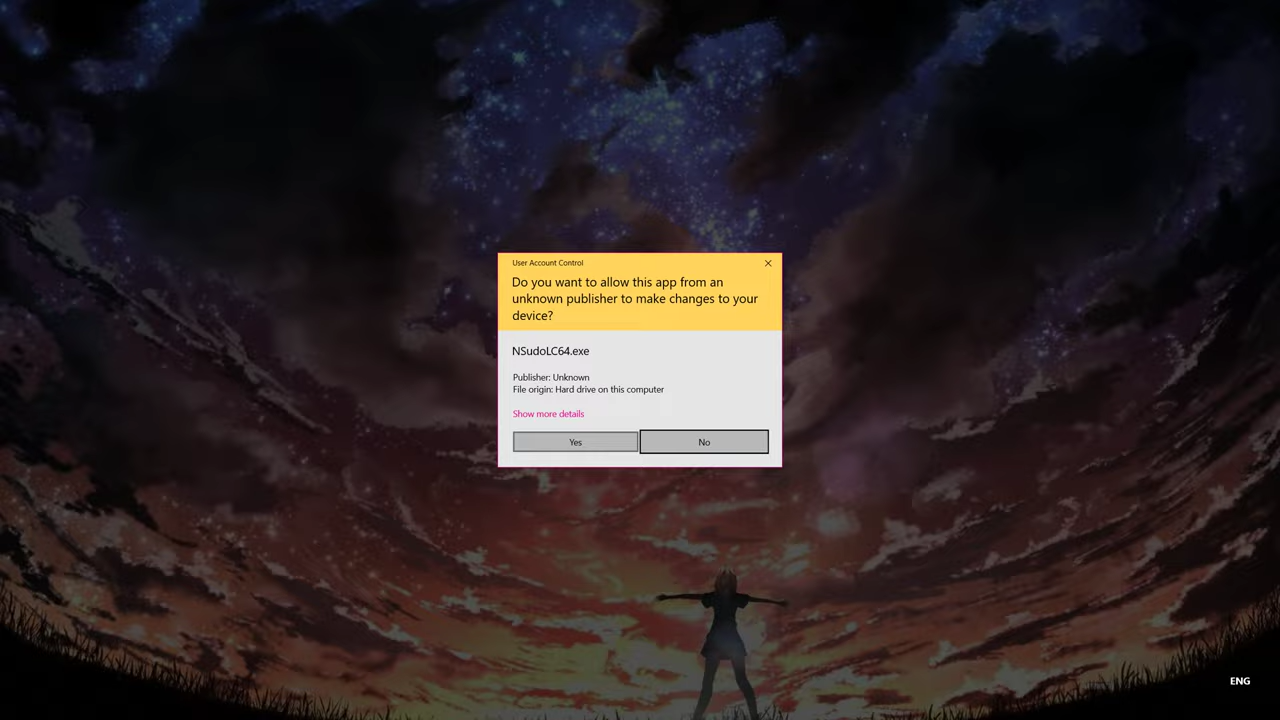 User Account Control
Do you want to allow this app from an
unknown publisher to make changes to your
device?
NSudoLC64.exe
Publisher: Unknown
File origin: Hard drive on this computer
Show more details
Yes No
ENG